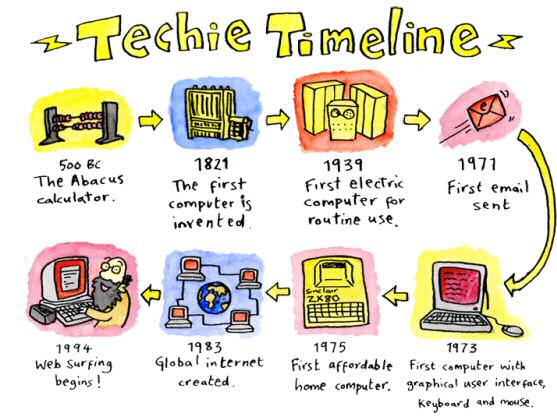 Techie Timeline
500 BC
The Abacus
calculator.
1821
The first
computer is
invented.
1939
First electric
computer for
routine use.
1971
e
First email
sent
1973
First computer with
graphical user interface,
Keyboard and mouse.
Sinclair
ZX80
1975
First affordable
home computer.
1983
Global internet
created.
1994
Web Surfing
begins!